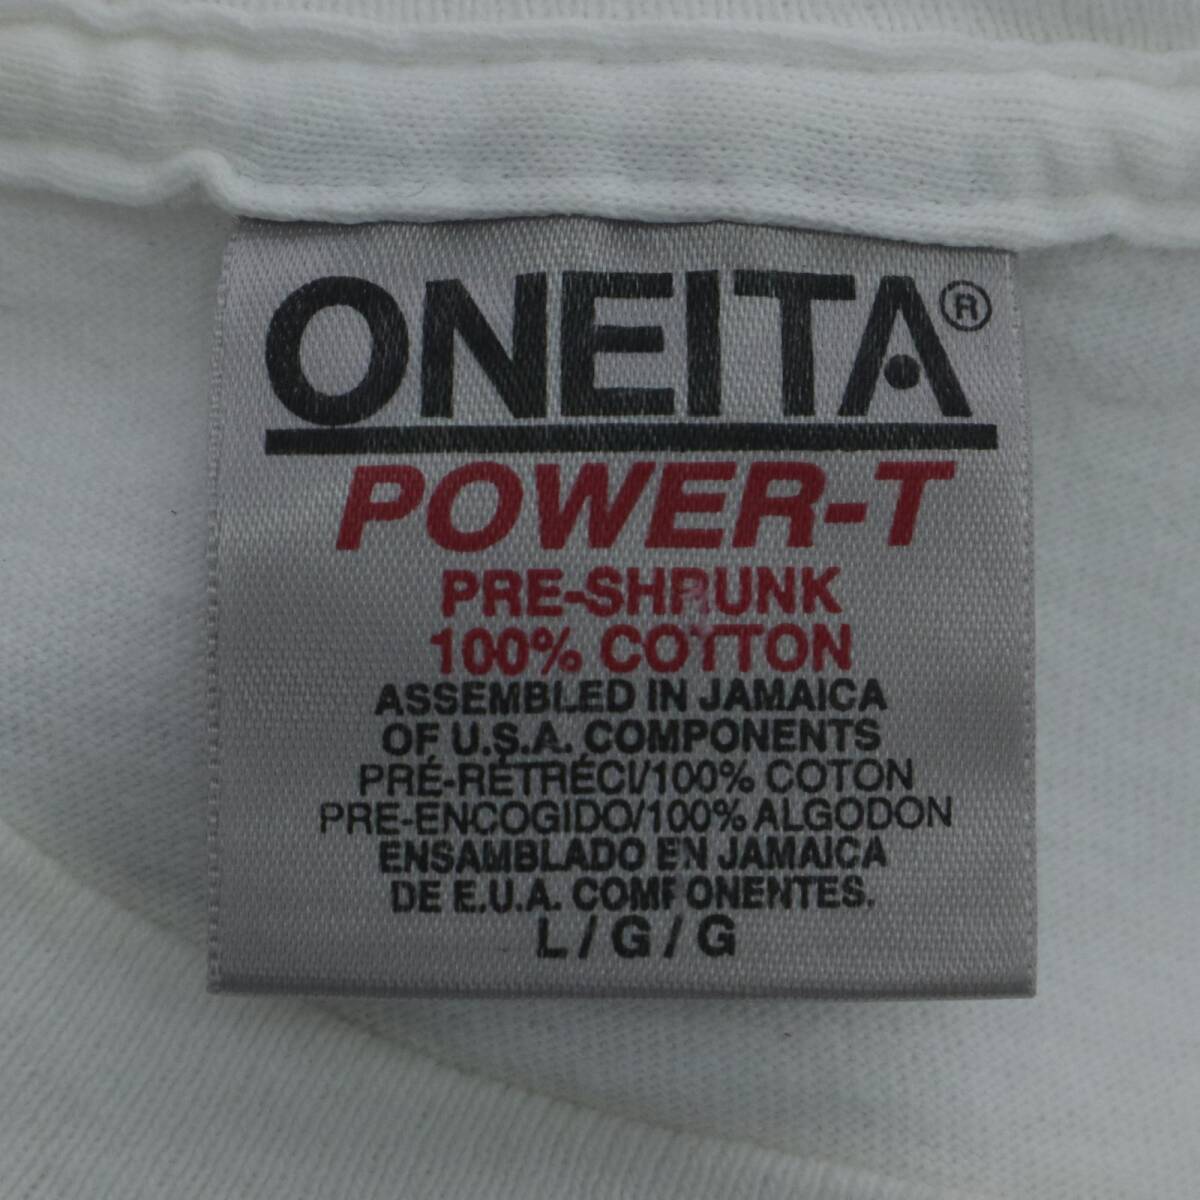 ONEITA®
POWER-T
PRE-SHRUNK
100% COTTON
ASSEMBLED IN JAMAICA
OF U.S.A. COMPONENTS
PRÉ-RÉTRÉCI/100% COTON
PRE-ENCOGIDO/100% ALGODON
ENSAMBLADO EN JAMAICA
DE E.U.A. COMPONENTES.
L / G / G